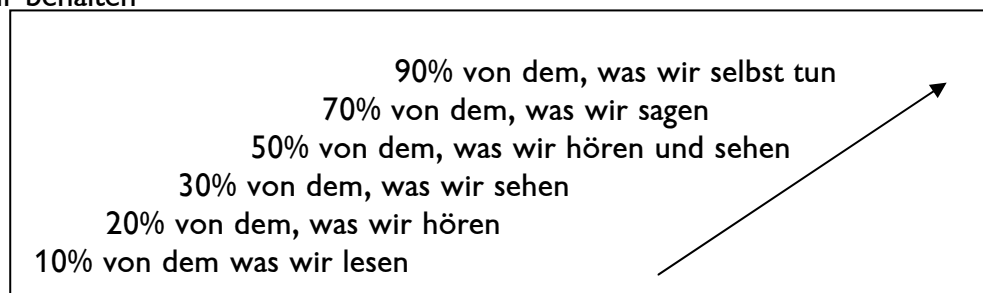 behalten
90% von dem, was wir selbst tun
70% von dem, was wir sagen
50% von dem, was wir hören und sehen
30% von dem, was wir sehen
20% von dem, was wir hören
10% von dem was wir lesen